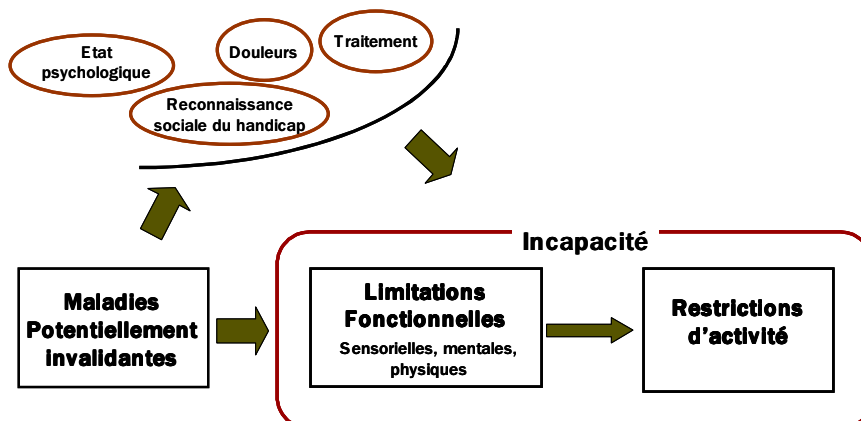 Etat
psychologique
Douleurs
Traitement
Reconnaissance
sociale du handicap
Incapacité
Maladies
Potentiellement
invalidantes
Limitations
Fonctionnelles
Sensorielles, mentales,
physiques
Restrictions
d’activité